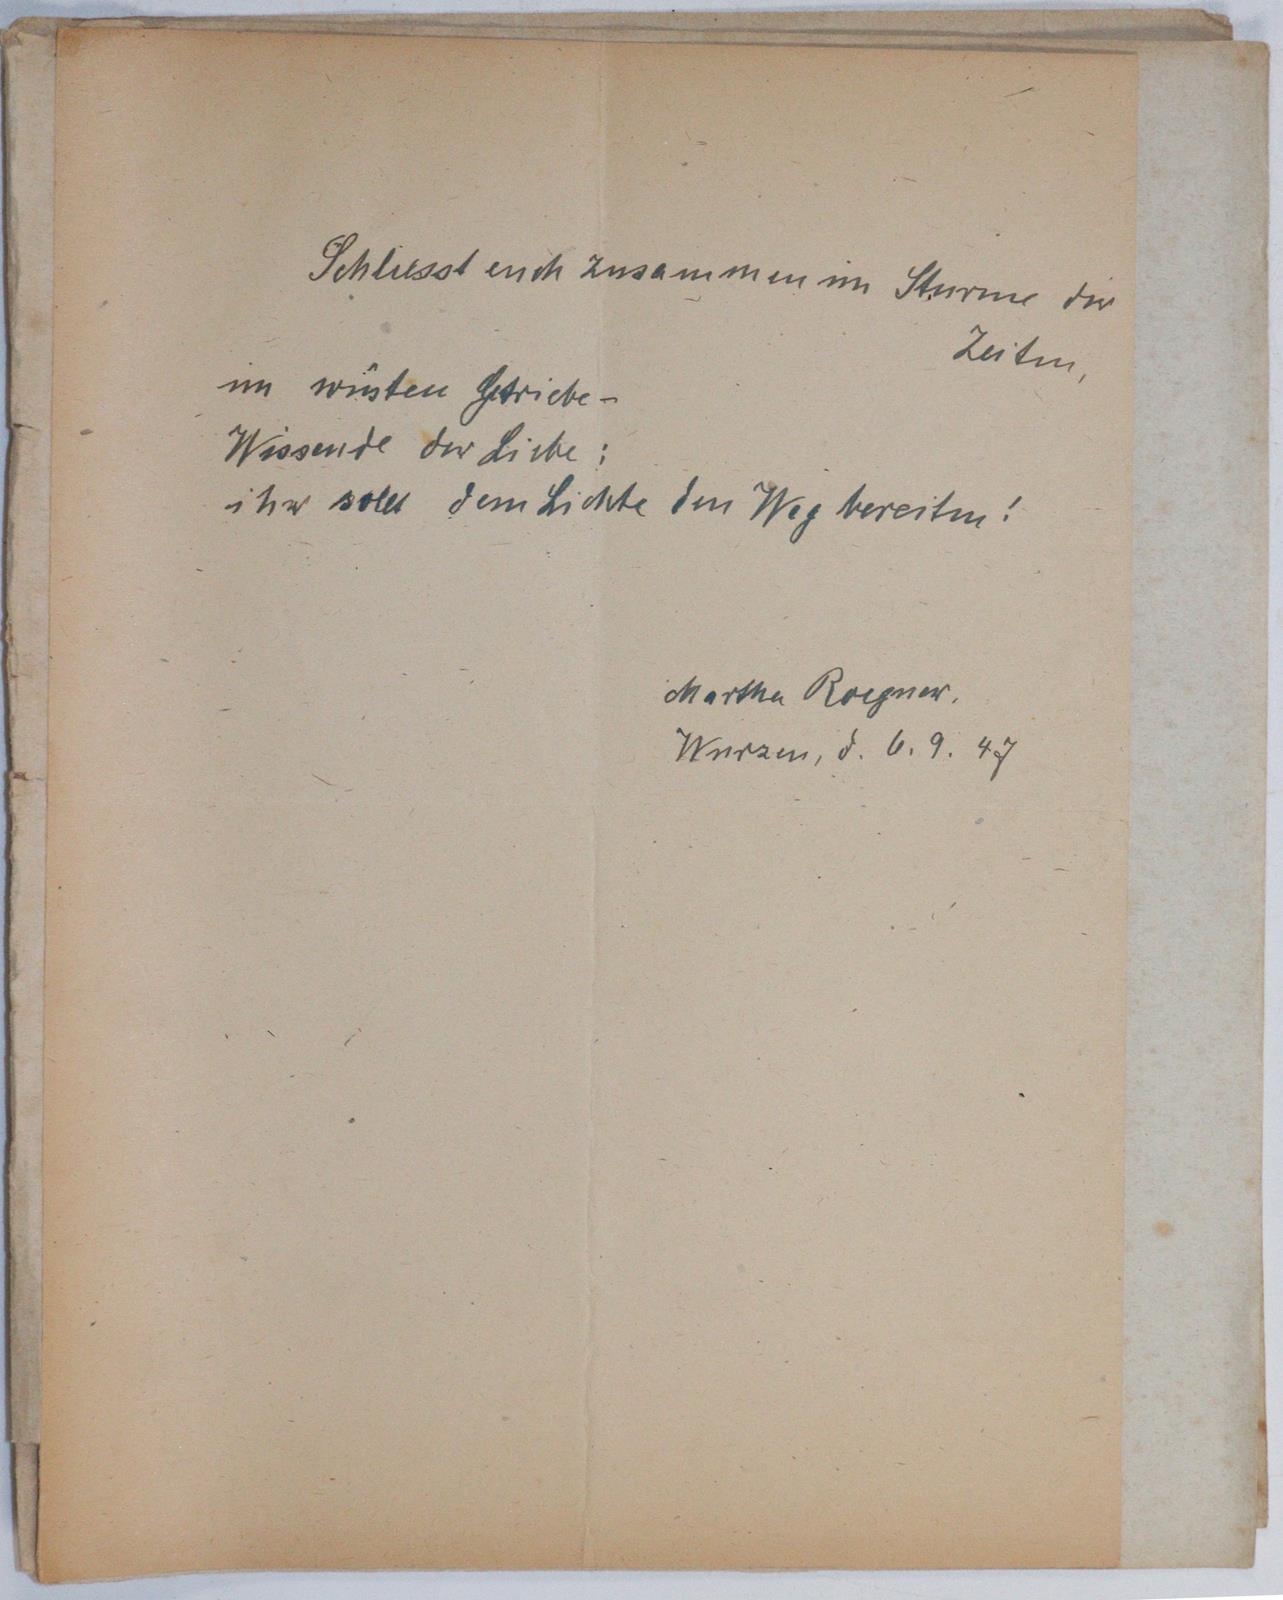 Schliesst euch zusammen im Sturme der
Zeiten,
im wüsten Getriebe -
Wissende der Liebe:
ihr sollt dem Lichte den Weg bereiten!
Martha Roegner.
Wurzen, d. 6. 9. 47